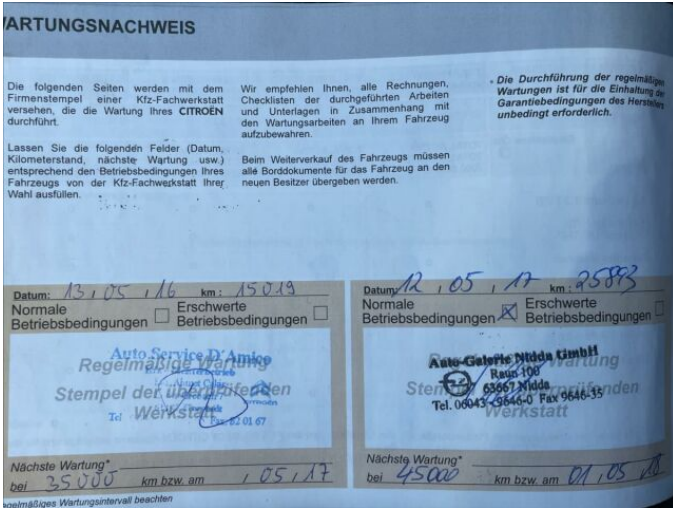 WARTUNGSNACHWEIS
Die folgenden Seiten werden mit dem
Firmenstempel einer Kfz-Fachwerkstatt
versehen, die die Wartung Ihres CITROËN
durchführt.
Lassen Sie die folgenden Felder (Datum,
Kilometerstand, nächste Wartung usw.)
entsprechend den Betriebsbedingungen Ihres
Fahrzeugs von der Kfz-Fachwerkstatt Ihrer
Wahl ausfüllen.
Wir empfehlen Ihnen, alle Rechnungen,
Checklisten der durchgeführten Arbeiten
und Unterlagen in Zusammenhang mit
den Wartungsarbeiten an Ihrem Fahrzeug
aufzubewahren.
Beim Weiterverkauf des Fahrzeugs müssen
alle Borddokumente für das Fahrzeug an den
neuen Besitzer übergeben werden.
Die Durchführung der regelmäßigen
Wartungen ist für die Einhaltung der
Garantiebedingungen des Herstellers
unbedingt erforderlich.
Datum: 13, 05, 16 km: 15019
Normale
Betriebsbedingungen
Erschwerte
Betriebsbedingungen
Auto Service D'Amico
Regelmäßige Wartung
Stempel der überprüfenden
Werkstatt
Tel
Fax 62 01 67
Nächste Wartung*
bei 35000 km bzw. am , 05, 17
Datum: 12, 05, 17 km: 25893
Normale
Betriebsbedingungen
Erschwerte
Betriebsbedingungen
Auto-Galerie Nidda GmbH
Raun 100
63667 Nidda
Tel. 06043-9646-0 Fax 9646-35
Werkstatt
Nächste Wartung*
bei 45000 km bzw. am 01, 05, 18
regelmäßiges Wartungsintervall beachten